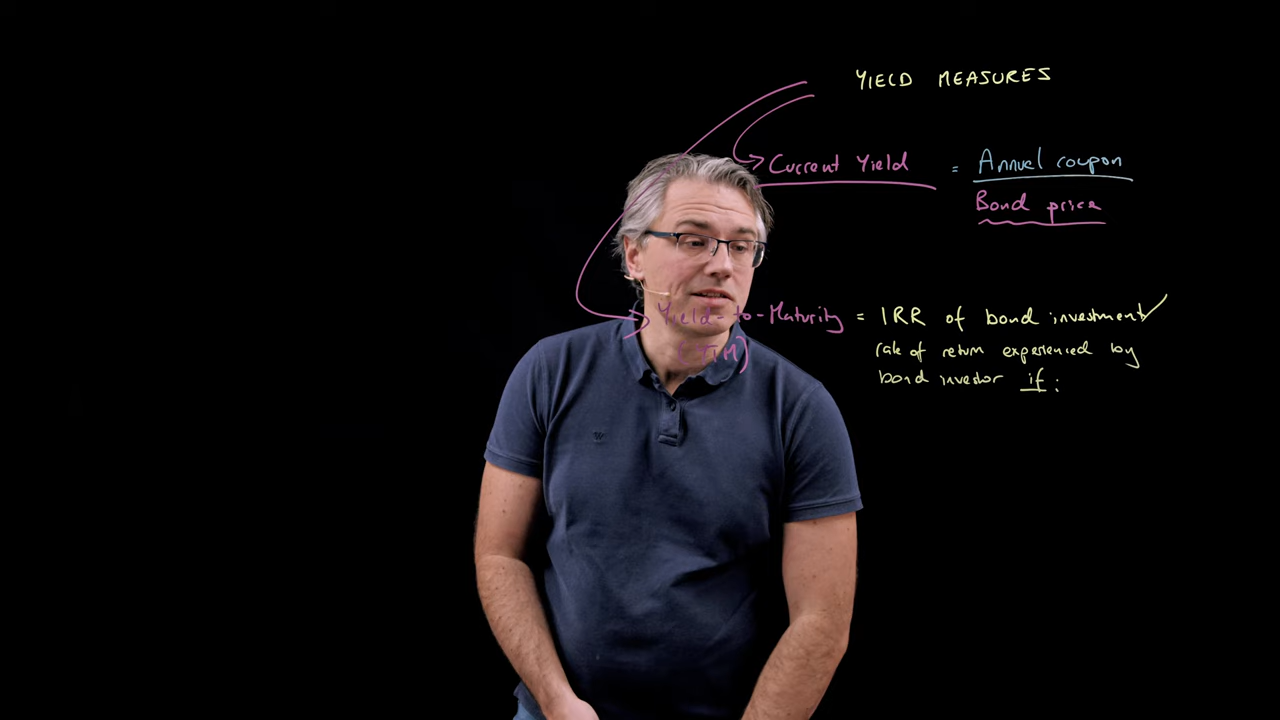 YIELD MEASURES
Current Yield = Annual coupon
Bond price
Yield-to-Maturity = IRR of bond investment
(YTM) rate of return experienced by
bond investor if: